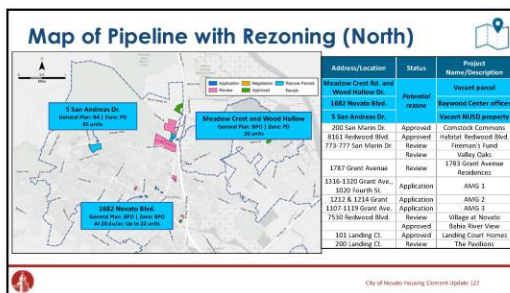 Map of Pipeline with Rezoning (North)
Application
Negotiation
Rezone Parcels
Review
Approved
Parcels
5 San Andreas Dr.
General Plan: R4 | Zone: PD
45 units
Meadow Crest and Wood Hollow
General Plan: BPO | Zone: PD
20 units
1682 Novato Blvd.
General Plan: BPO | Zone: BPO
At 20 du/ac: Up to 22 units
Address/Location Status Project Name/Description
Meadow Crest Rd. and Wood Hollow Dr. Potential rezone Vacant parcel
1682 Novato Blvd. Baywood Center offices
5 San Andreas Dr. Vacant NUSD property
200 San Marin Dr. Approved Comstock Commons
8161 Redwood Blvd. Approved Habitat Redwood Blvd.
773-777 San Marin Dr. Review Fireman's Fund
Review Valley Oaks
1787 Grant Avenue Review 1783 Grant Avenue Residences
1316-1320 Grant Ave., 1020 Fourth St. Application AMG 1
1212 & 1214 Grant Application AMG 2
1107-1119 Grant Ave. Application AMG 3
7530 Redwood Blvd. Review Village at Novato
Approved Bahia River View
101 Landing Ct. Approved Landing Court Homes
200 Landing Ct. Review The Pavilions
City of Novato Housing Element Update |27